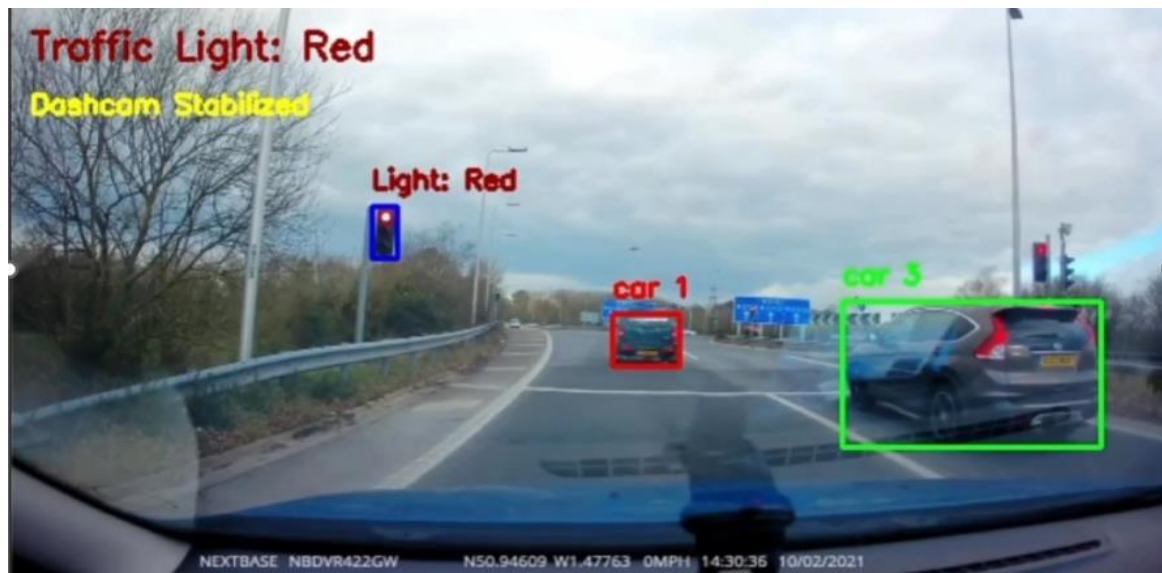 Traffic Light: Red
Dashcam Stabilized
Light: Red
car 1
car 3
NEXTBASE NBDVR422GW N50.94609 W1.47763 0MPH 14:30:36 10/02/2021